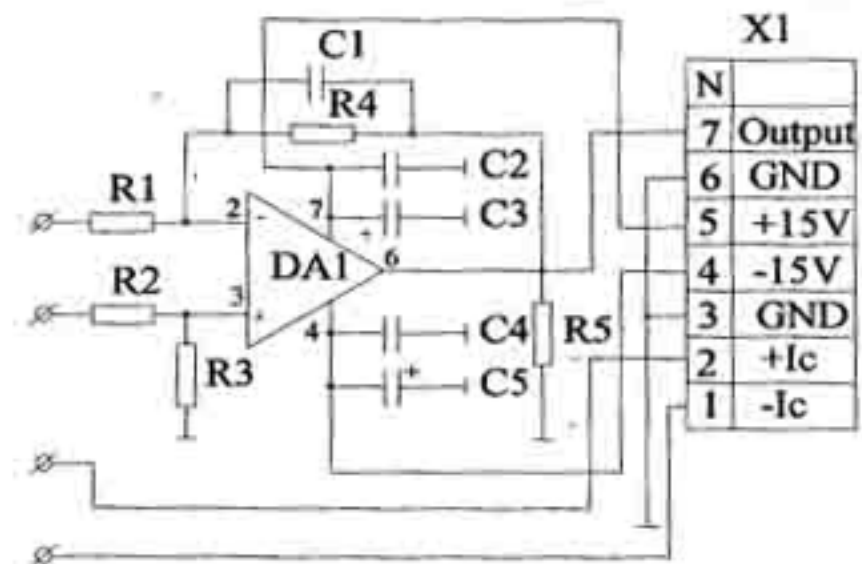 X1
C1
R4
N
7 Output
6 GND
5 +15V
4 -15V
3 GND
2 +Ic
1 -Ic
C2
C3
R1
2
-
7
+
DA1
6
R2
3
+
4
C4
R5
+
C5
R3